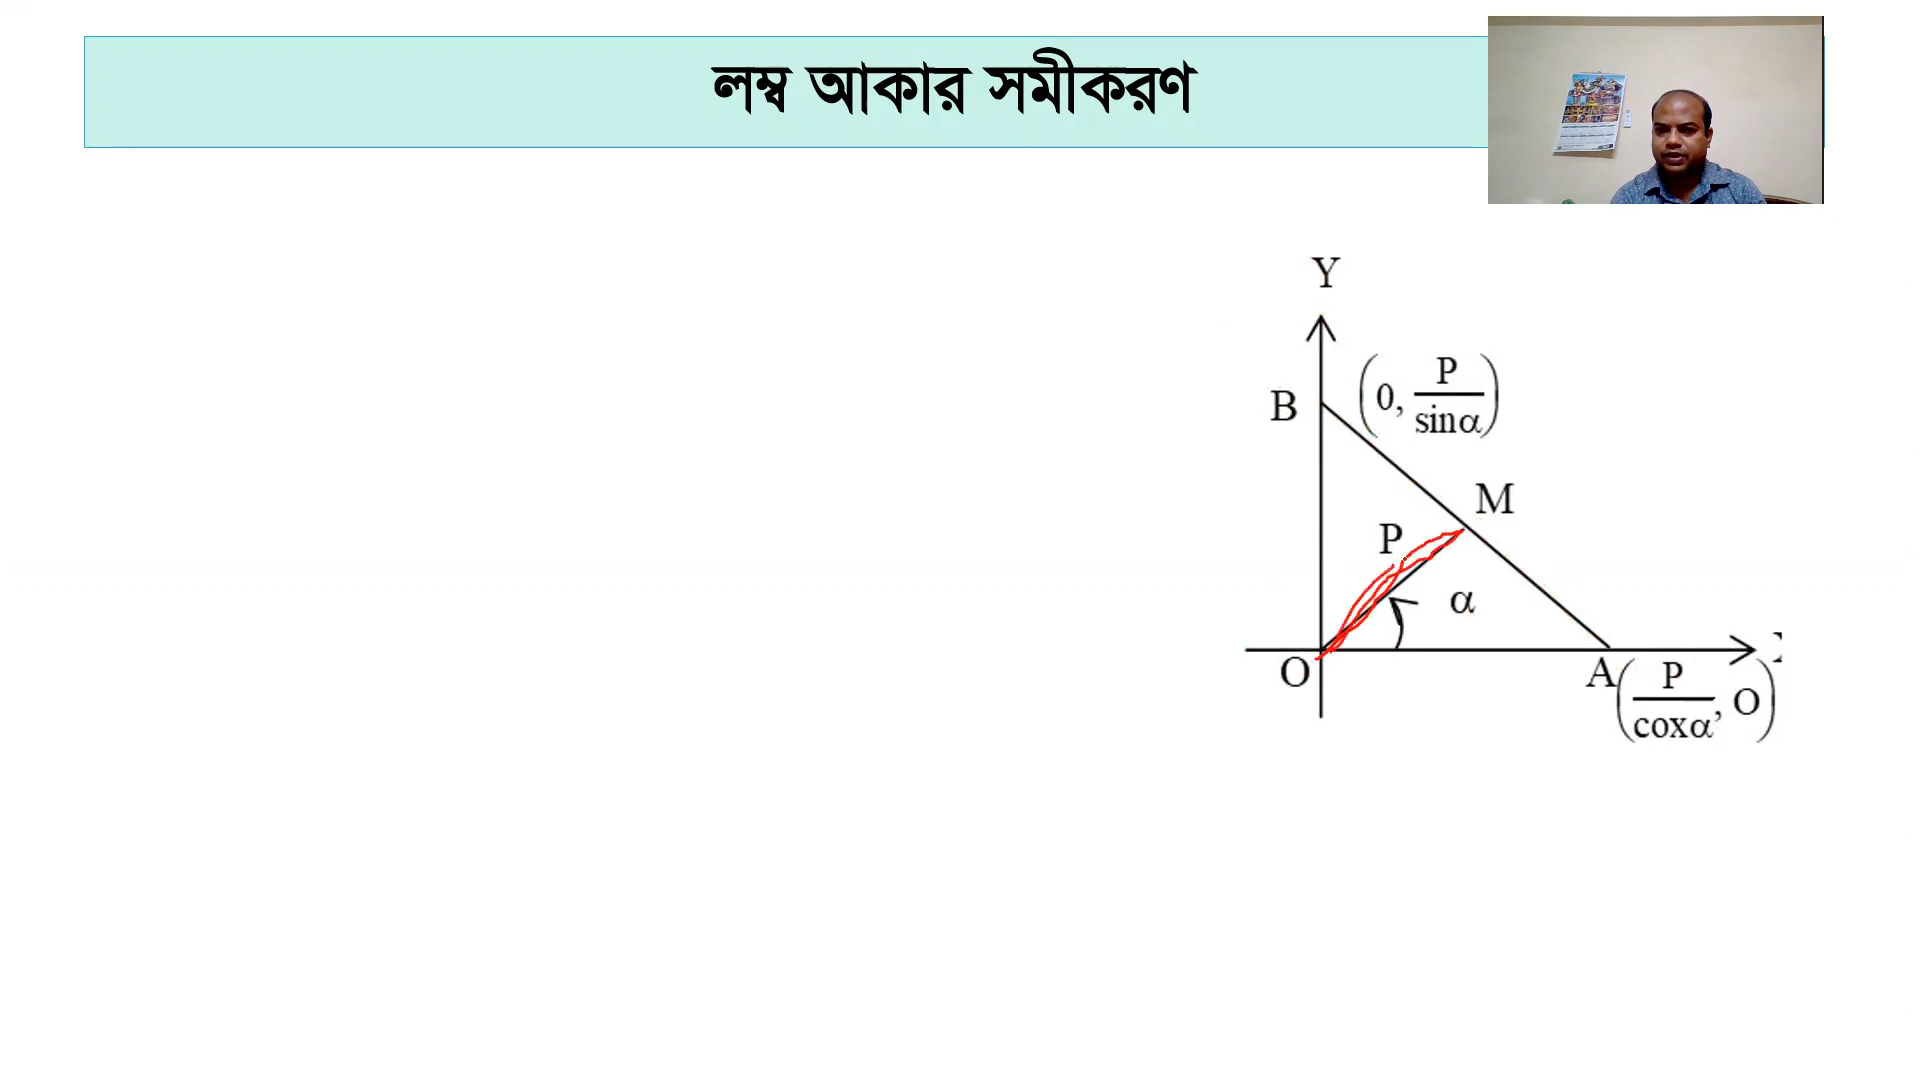 লম্ব আকার সমীকরণ
Y
B (0, P/sinα)
M
P
α
O
A (P/coxα, O)